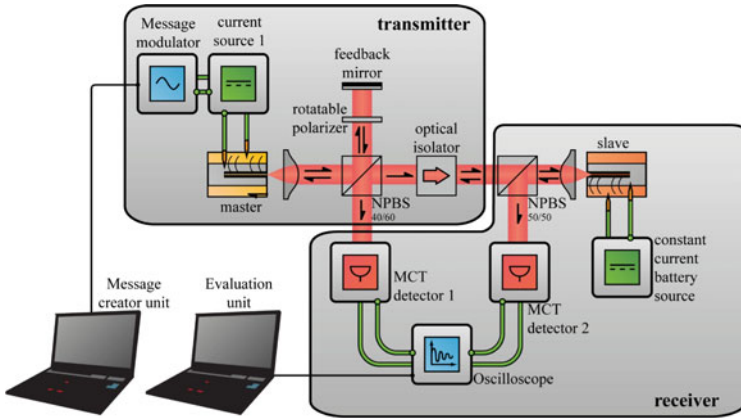 transmitter
Message
modulator
current
source 1
feedback
mirror
rotatable
polarizer
optical
isolator
slave
master
NPBS
40/60
NPBS
50/50
constant
current
battery
source
MCT
detector 1
MCT
detector 2
Message
creator unit
Evaluation
unit
Oscilloscope
receiver